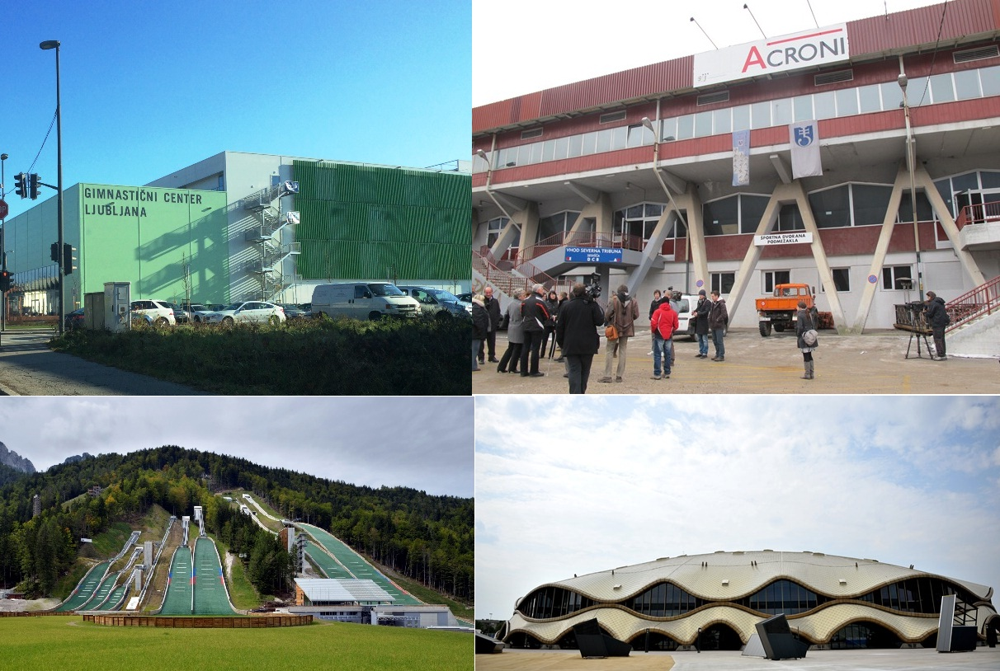 GIMNASTIČNI CENTER
LJUBLJANA
ACRONI
VHOD SEVERNA TRIBUNA
D C B A
ŠPORTNA DVORANA
PODMEŽAKLA